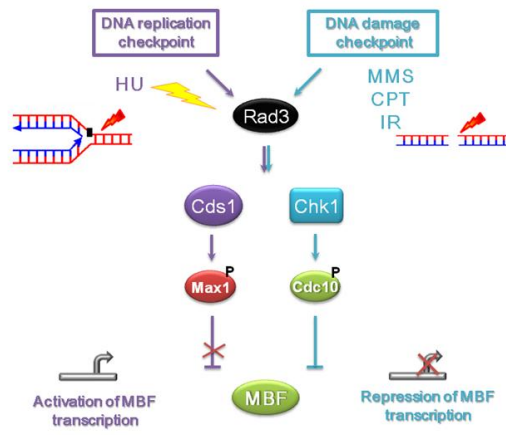 DNA replication
checkpoint
DNA damage
checkpoint
HU
MMS
CPT
IR
Rad3
Cds1
Chk1
P
Max1
P
Cdc10
MBF
Activation of MBF
transcription
Repression of MBF
transcription